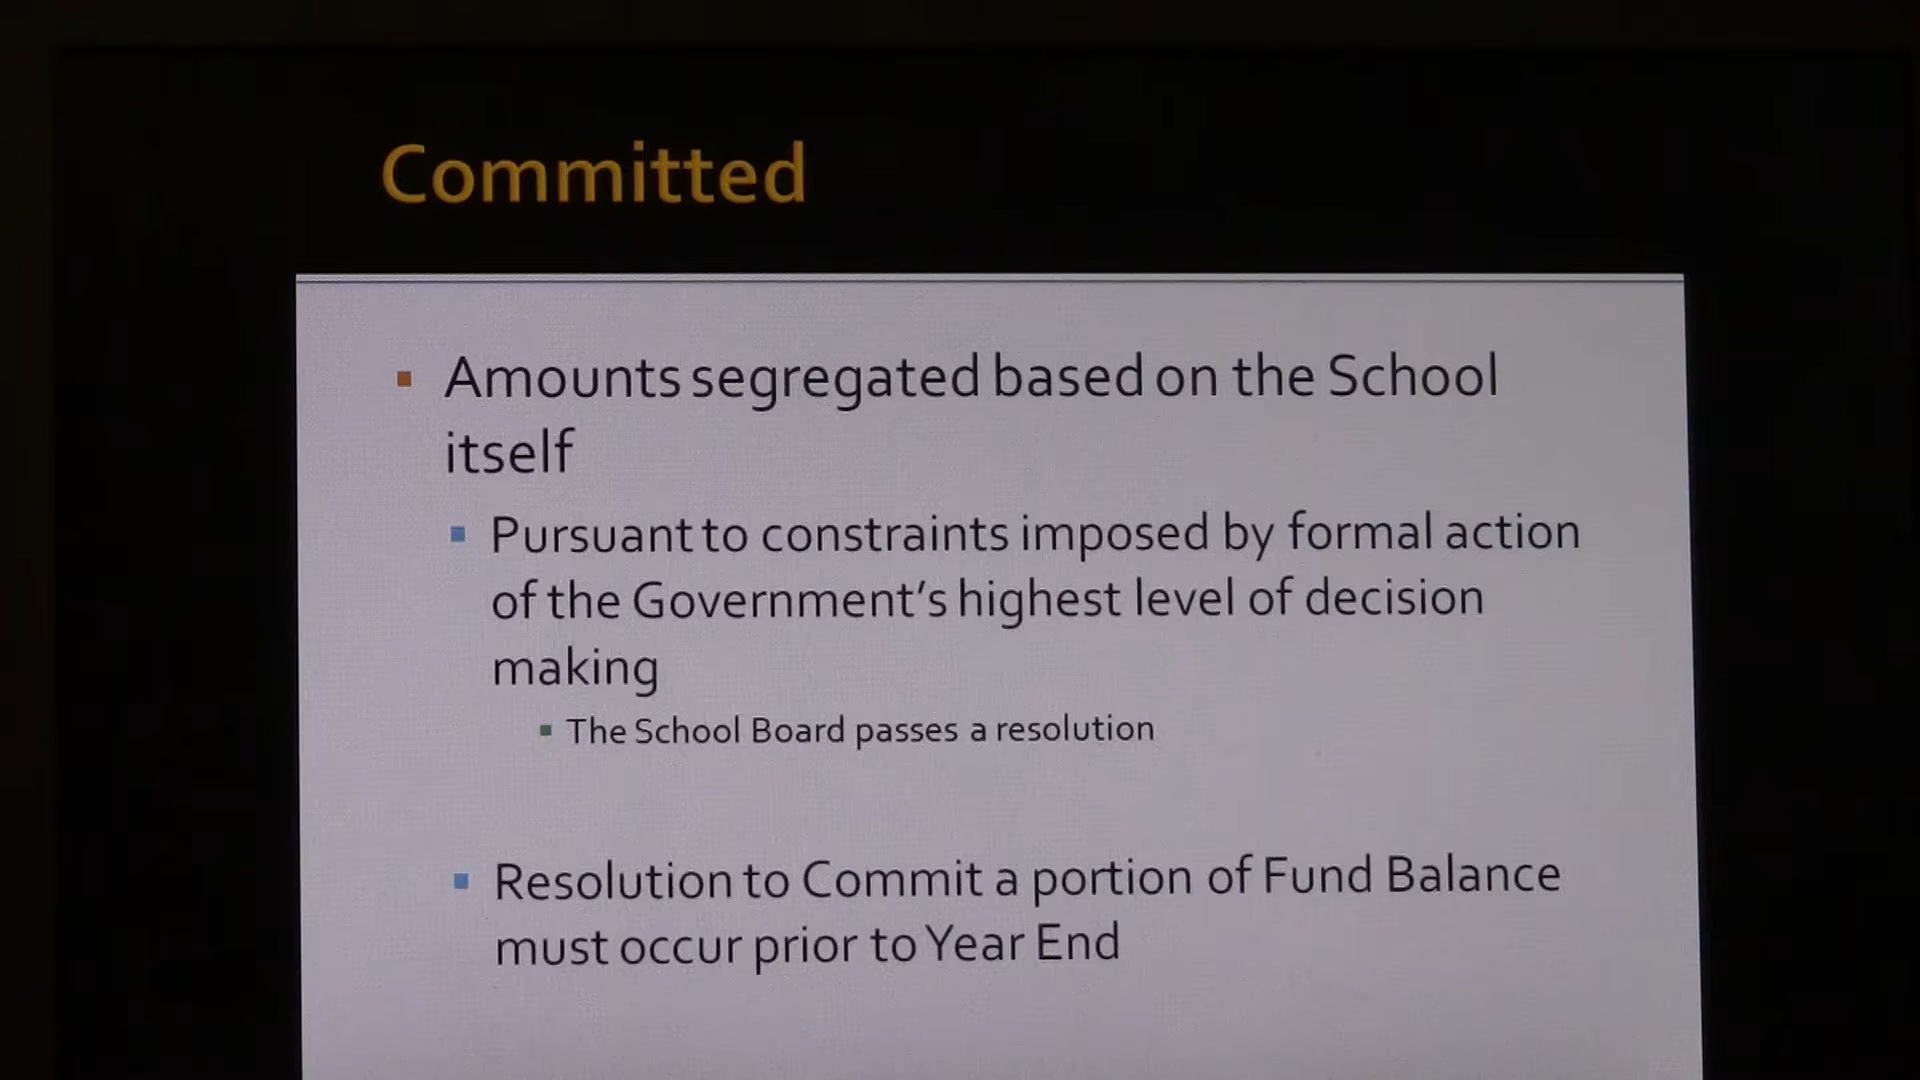 Committed
Amounts segregated based on the School
itself
Pursuant to constraints imposed by formal action
of the Government's highest level of decision
making
The School Board passes a resolution
Resolution to Commit a portion of Fund Balance
must occur prior to Year End